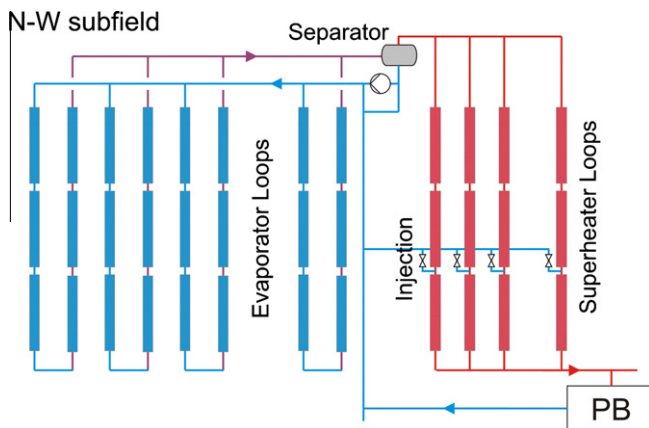 N-W subfield
Separator
Evaporator Loops
Injection
Superheater Loops
PB